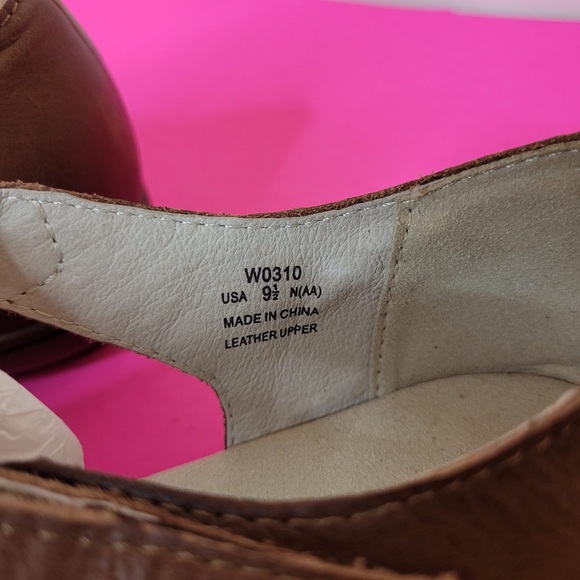 W0310
USA 9½ N(AA)
MADE IN CHINA
LEATHER UPPER